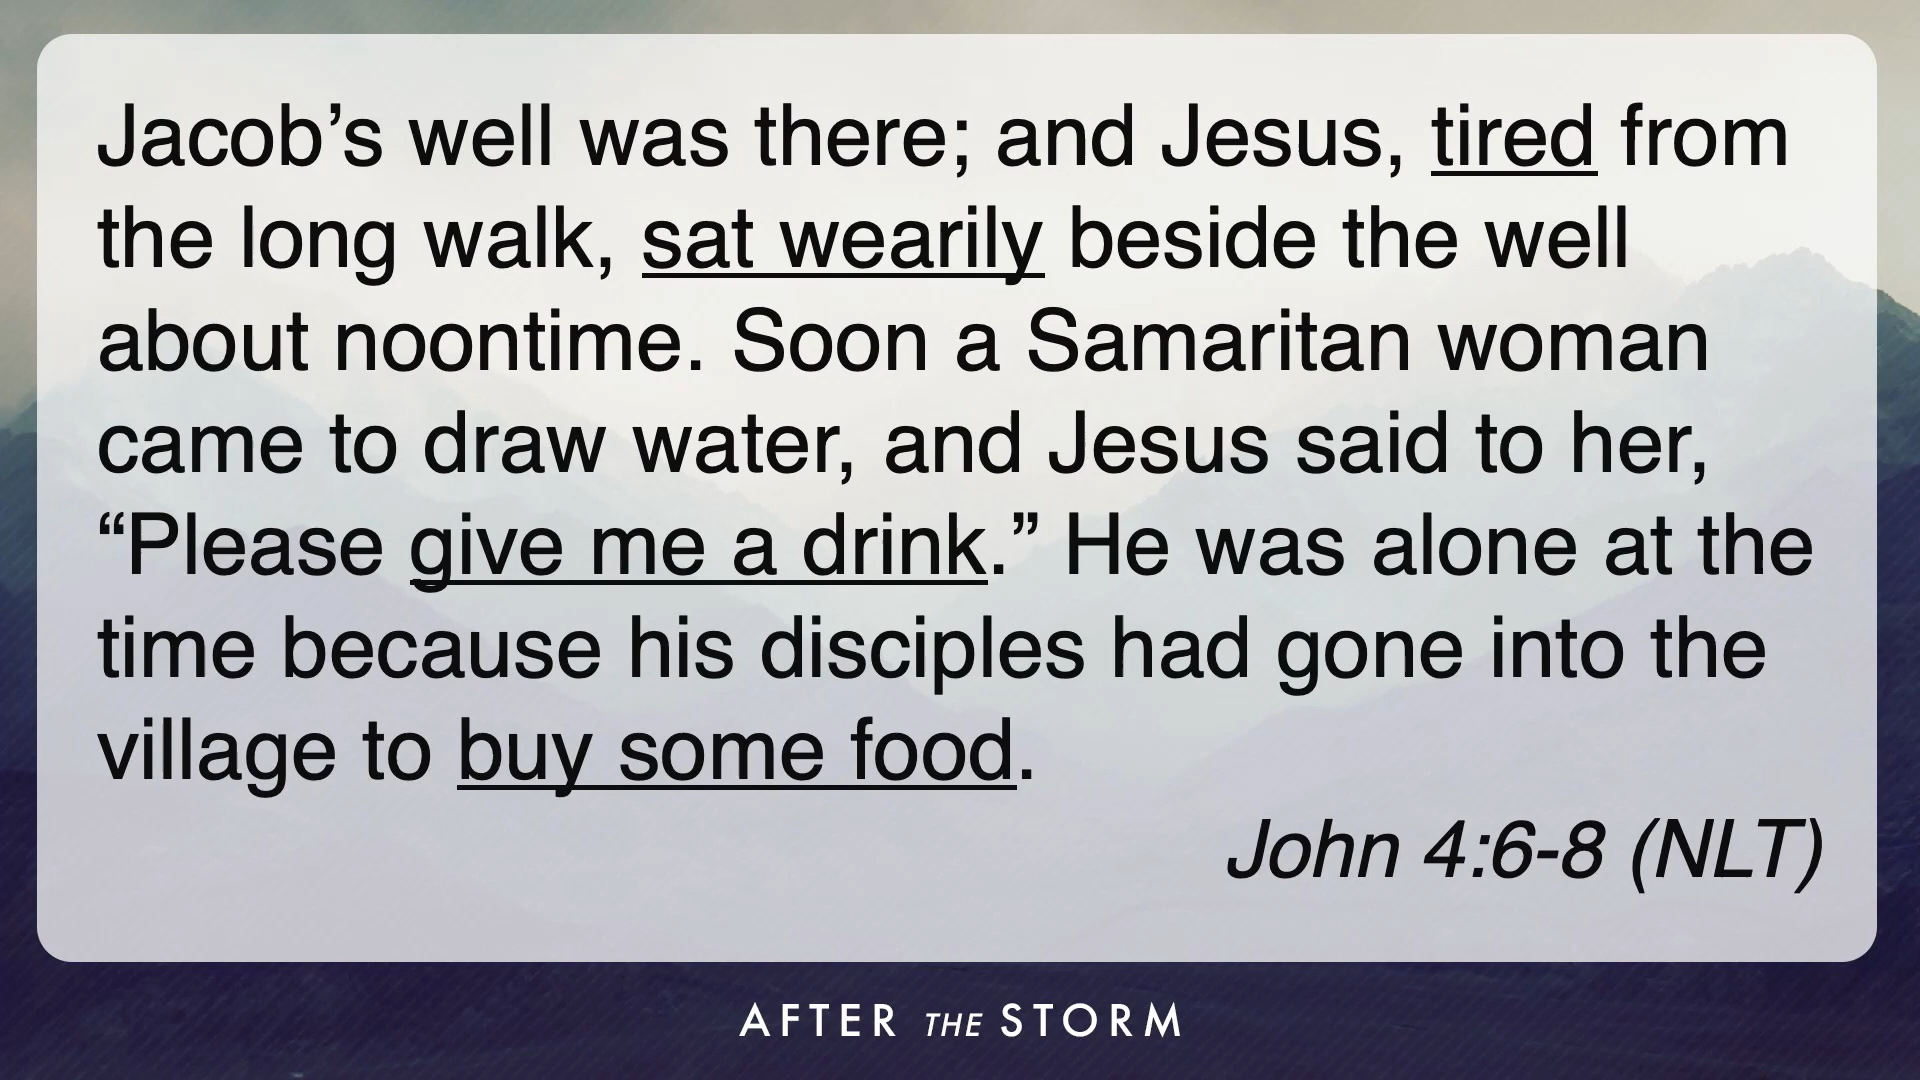 Jacob’s well was there; and Jesus, tired from
the long walk, sat wearily beside the well
about noontime. Soon a Samaritan woman
came to draw water, and Jesus said to her,
“Please give me a drink.” He was alone at the
time because his disciples had gone into the
village to buy some food.
John 4:6-8 (NLT)
AFTER THE STORM